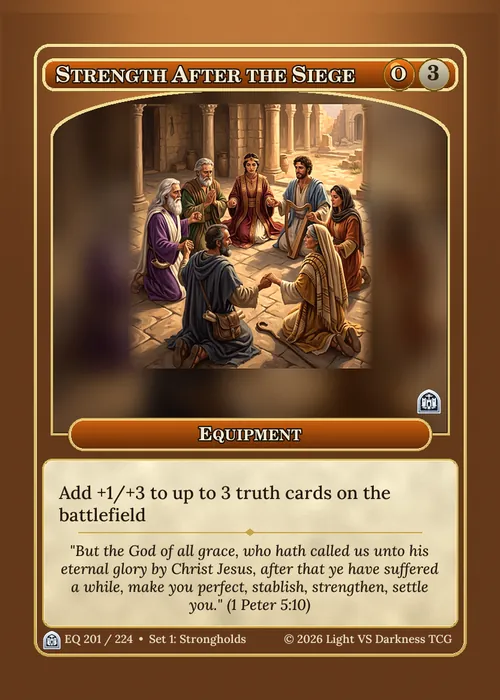 Strength After the Siege O 3
Equipment
Add +1/+3 to up to 3 truth cards on the
battlefield
"But the God of all grace, who hath called us unto his
eternal glory by Christ Jesus, after that ye have suffered
a while, make you perfect, stablish, strengthen, settle
you." (1 Peter 5:10)
EQ 201 / 224 • Set 1: Strongholds © 2026 Light VS Darkness TCG